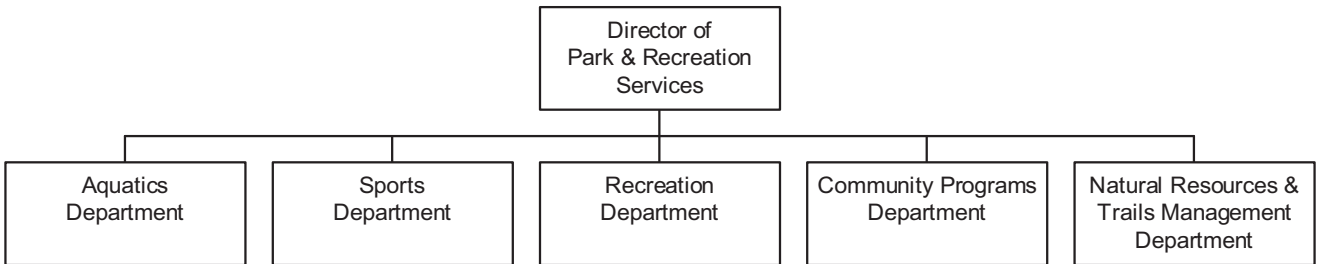 Director of
Park & Recreation
Services
Aquatics
Department
Sports
Department
Recreation
Department
Community Programs
Department
Natural Resources &
Trails Management
Department